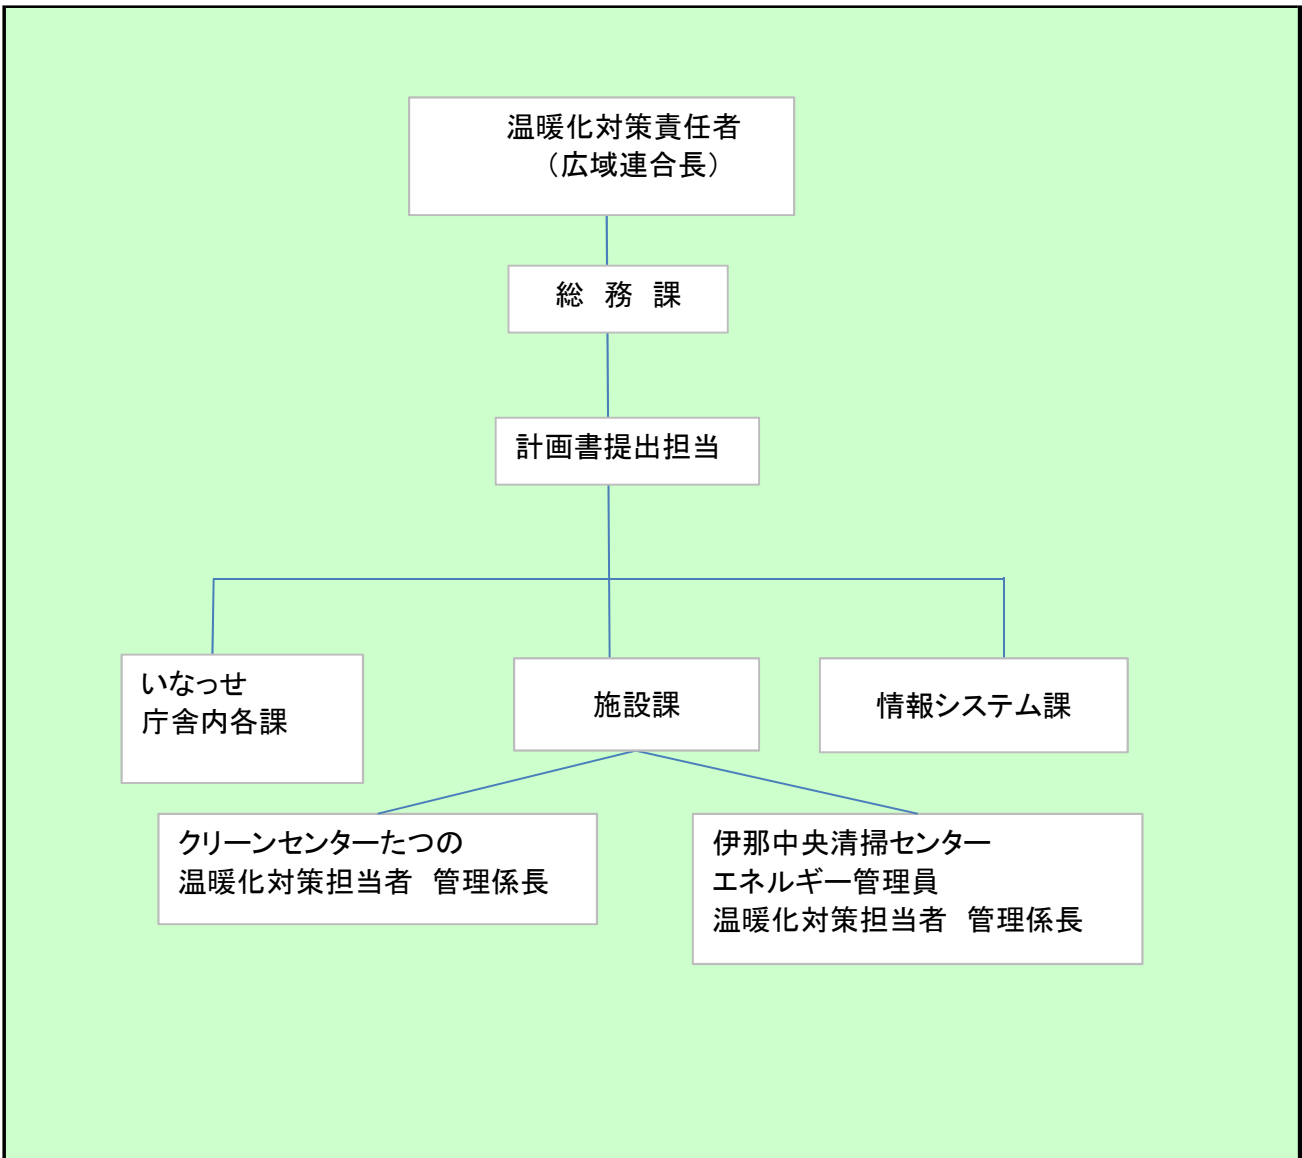 温暖化対策責任者
（広域連合長）
総　務　課
計画書提出担当
いなっせ
庁舎内各課
施設課
情報システム課
クリーンセンターたつの
温暖化対策担当者　管理係長
伊那中央清掃センター
エネルギー管理員
温暖化対策担当者　管理係長